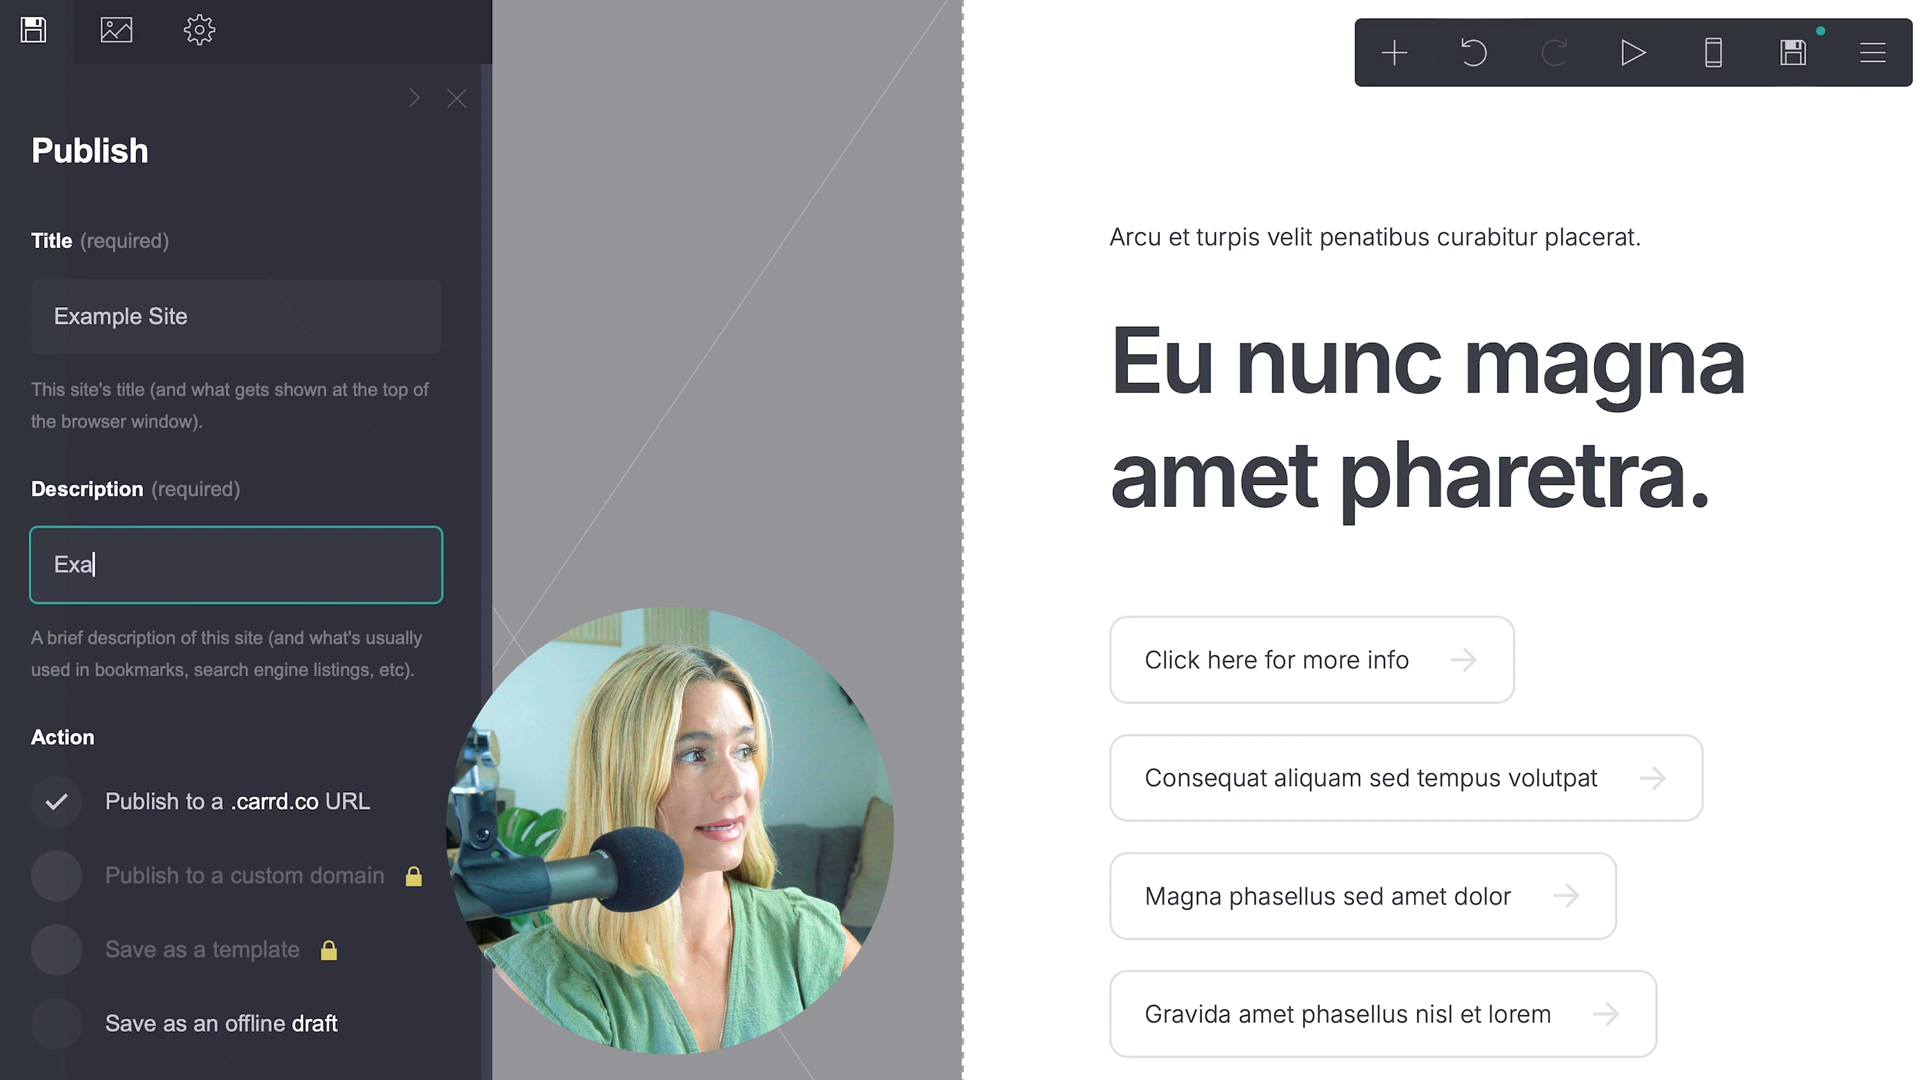 Publish
Title (required)
Example Site
This site's title (and what gets shown at the top of
the browser window).
Description (required)
Exa
A brief description of this site (and what's usually
used in bookmarks, search engine listings, etc).
Action
Publish to a .carrd.co URL
Publish to a custom domain
Save as a template
Save as an offline draft
Arcu et turpis velit penatibus curabitur placerat.
Eu nunc magna
amet pharetra.
Click here for more info
Consequat aliquam sed tempus volutpat
Magna phasellus sed amet dolor
Gravida amet phasellus nisl et lorem